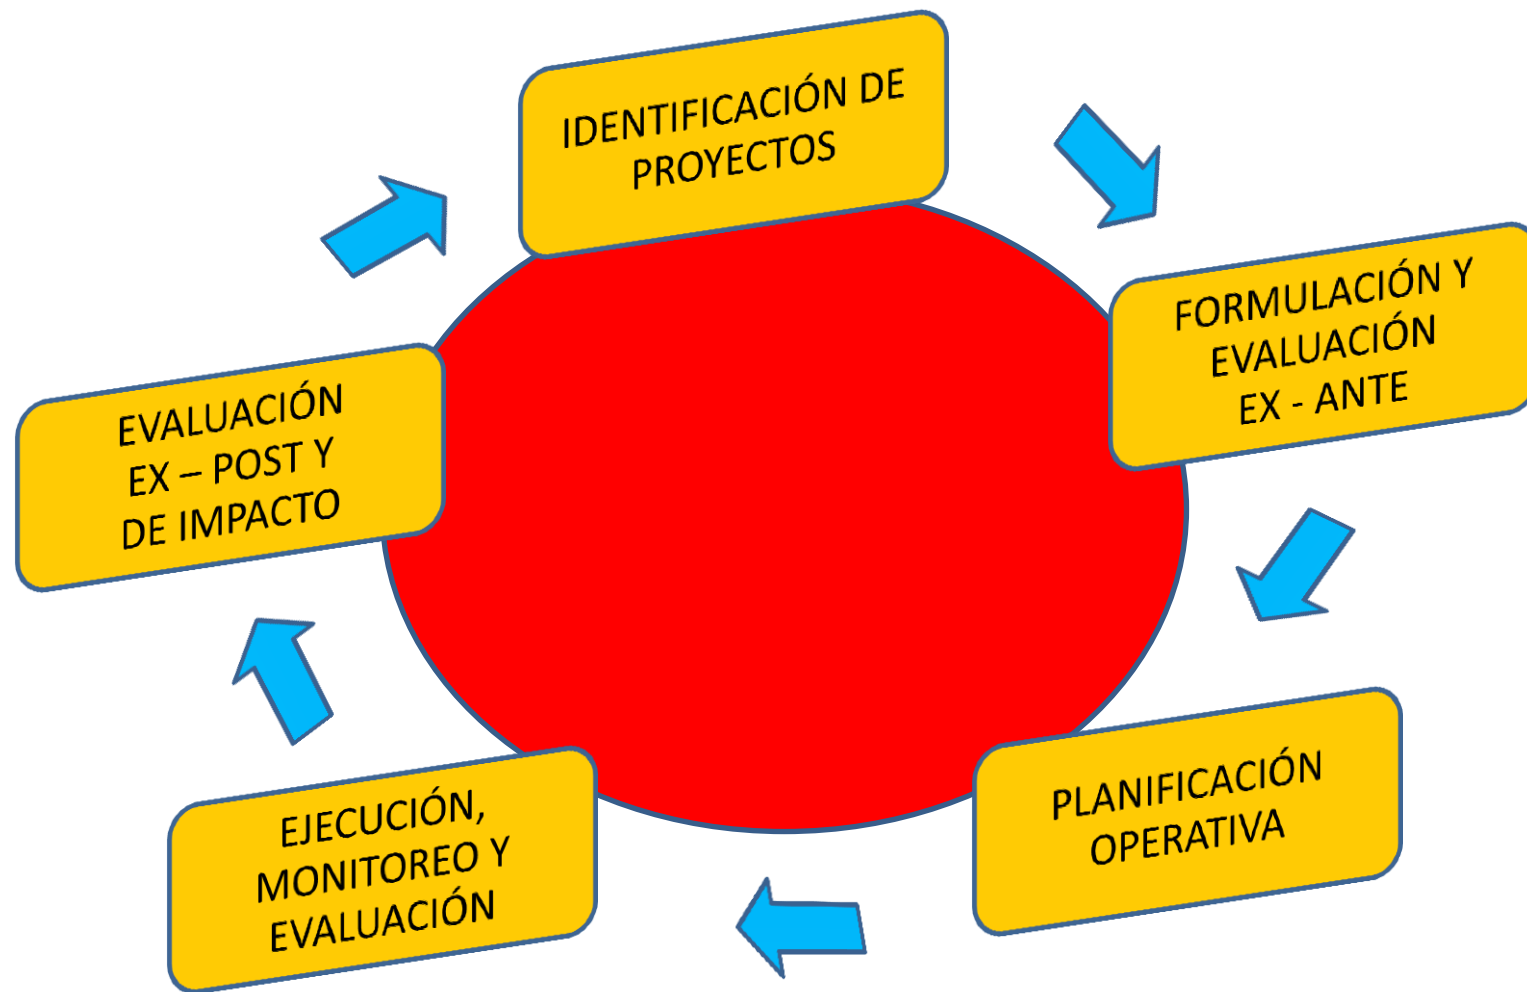 IDENTIFICACIÓN DE
PROYECTOS
FORMULACIÓN Y
EVALUACIÓN
EX - ANTE
PLANIFICACIÓN
OPERATIVA
EJECUCIÓN,
MONITOREO Y
EVALUACIÓN
EVALUACIÓN
EX – POST Y
DE IMPACTO